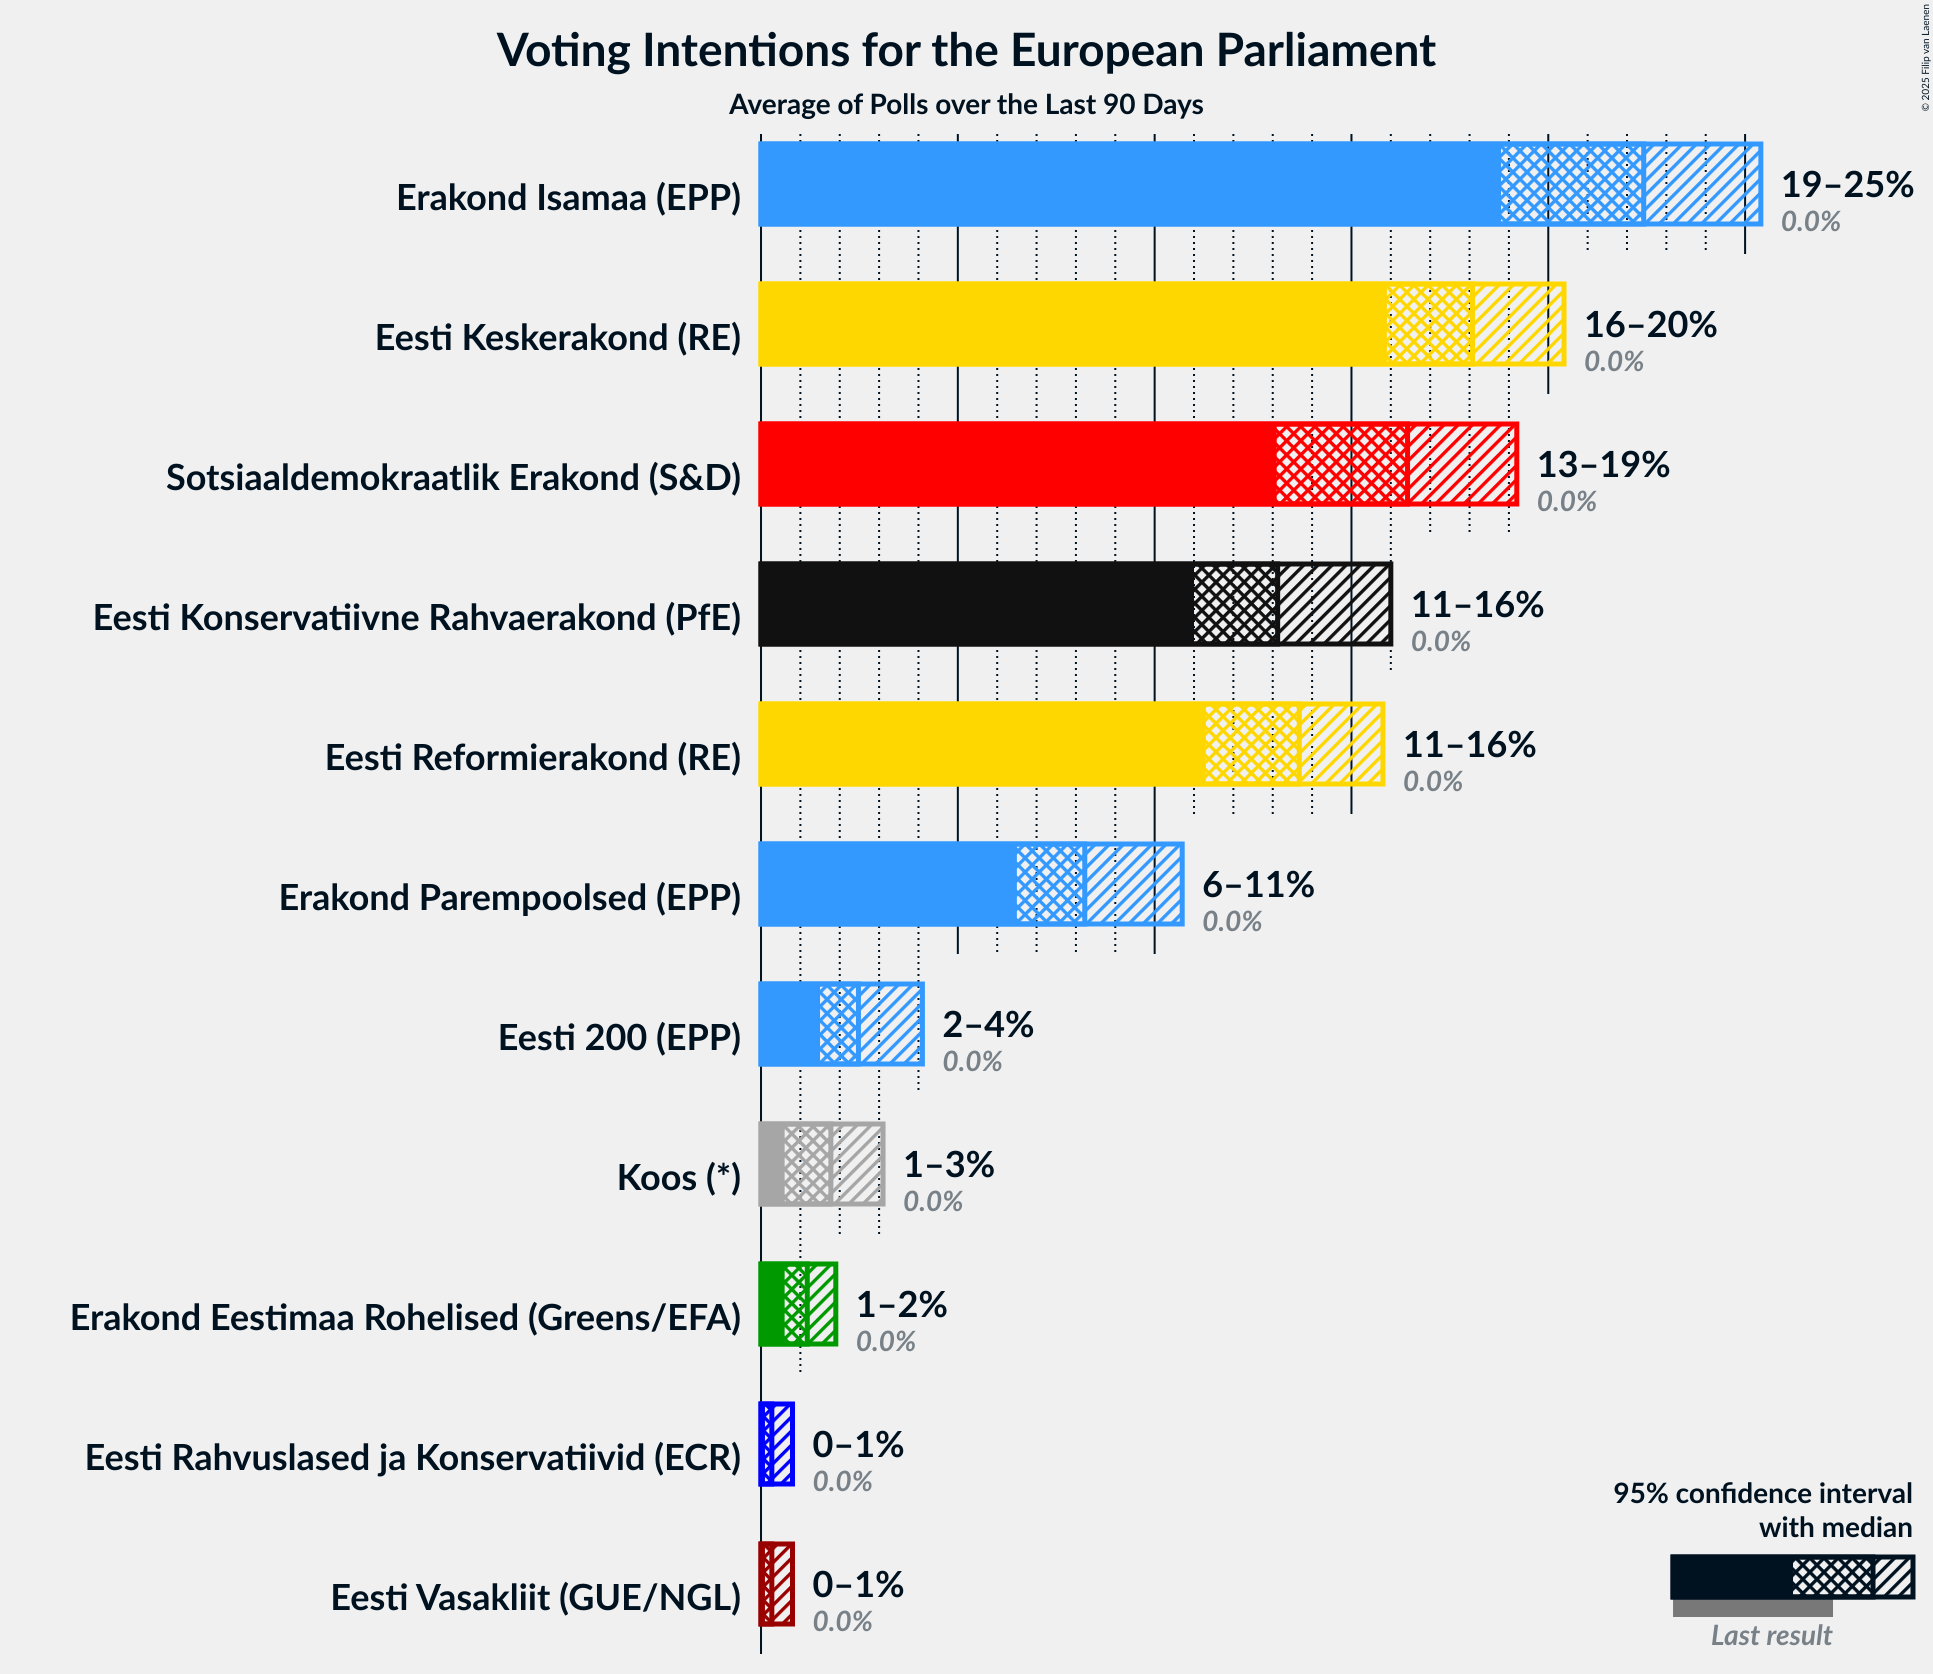 Voting Intentions for the European Parliament
Average of Polls over the Last 90 Days
© 2025 Filip van Laenen
Erakond Isamaa (EPP)
19–25%
0.0%
Eesti Keskerakond (RE)
16–20%
0.0%
Sotsiaaldemokraatlik Erakond (S&D)
13–19%
0.0%
Eesti Konservatiivne Rahvaerakond (PfE)
11–16%
0.0%
Eesti Reformierakond (RE)
11–16%
0.0%
Erakond Parempoolsed (EPP)
6–11%
0.0%
Eesti 200 (EPP)
2–4%
0.0%
Koos (*)
1–3%
0.0%
Erakond Eestimaa Rohelised (Greens/EFA)
1–2%
0.0%
Eesti Rahvuslased ja Konservatiivid (ECR)
0–1%
0.0%
Eesti Vasakliit (GUE/NGL)
0–1%
0.0%
95% confidence interval
with median
Last result